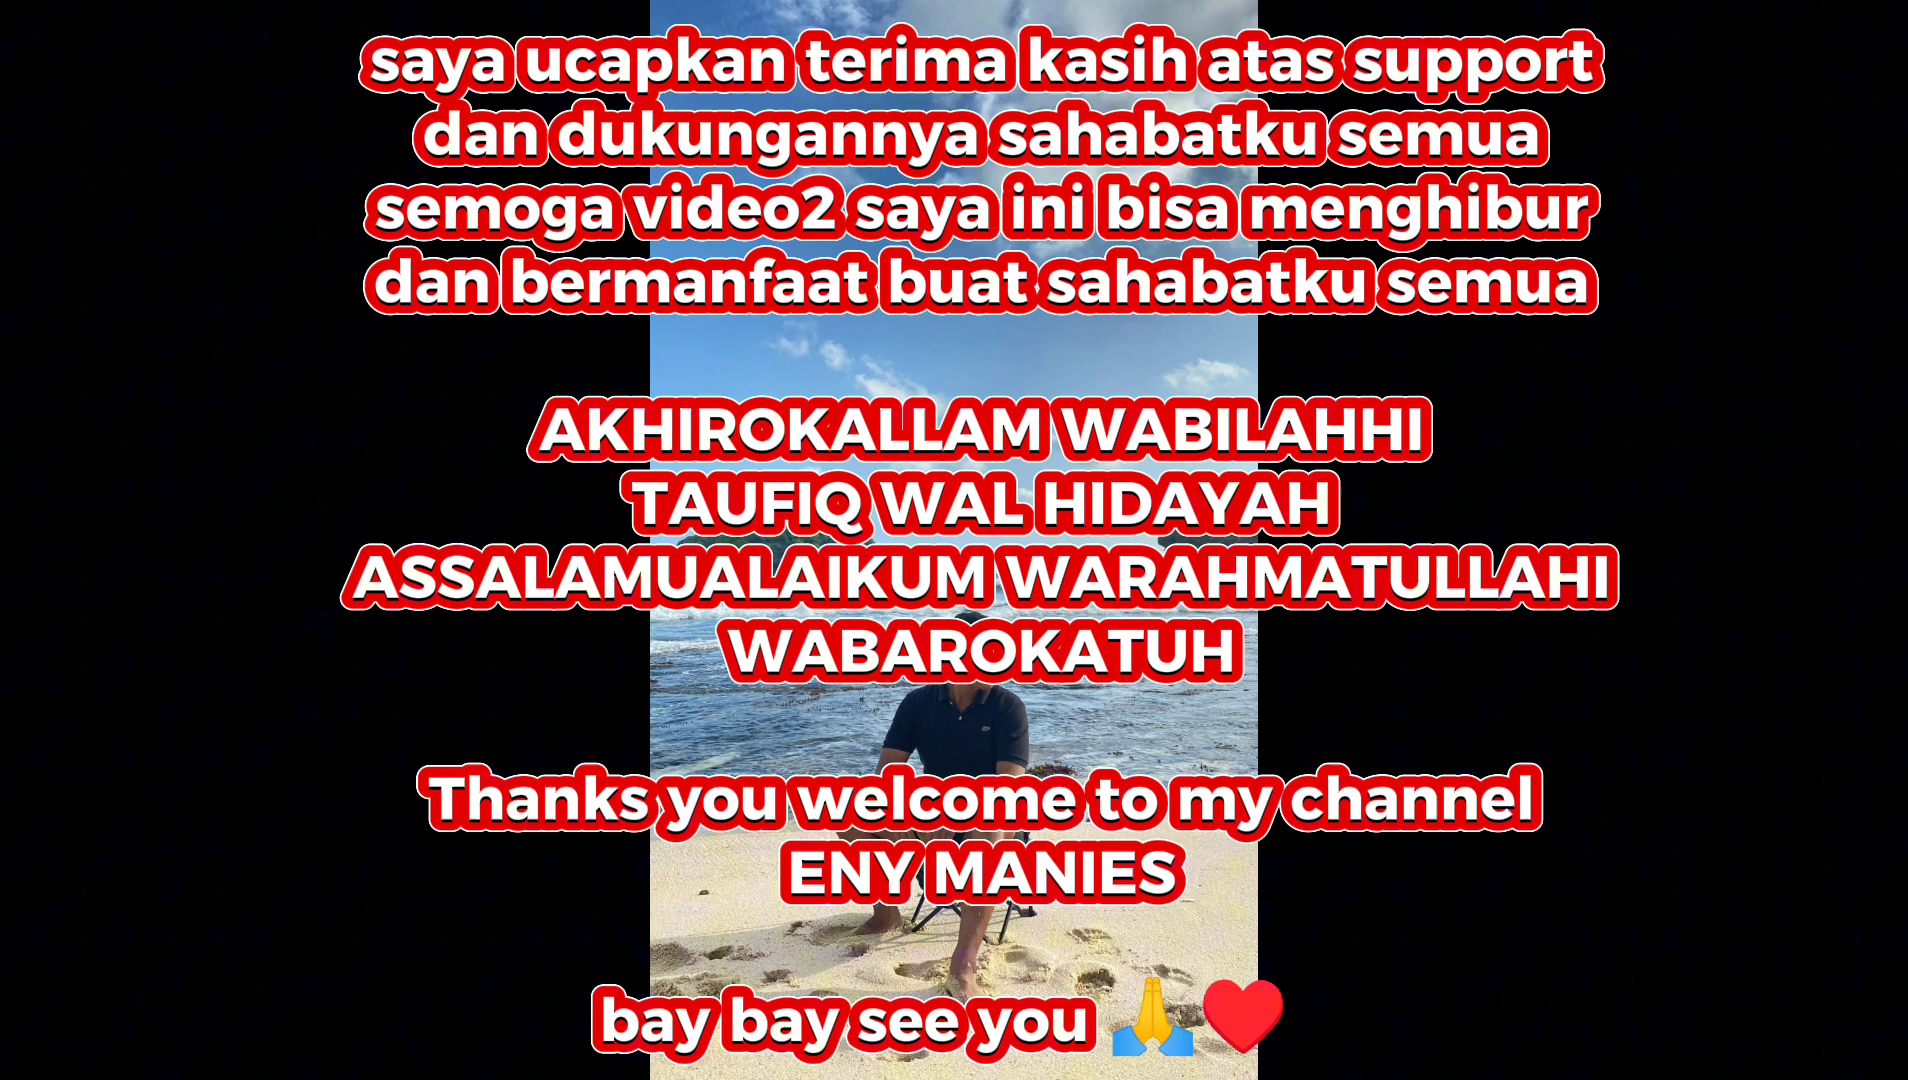 saya ucapkan terima kasih atas support
dan dukungannya sahabatku semua
semoga video2 saya ini bisa menghibur
dan bermanfaat buat sahabatku semua
AKHIROKALLAM WABILAHHI
TAUFIQ WAL HIDAYAH
ASSALAMUALAIKUM WARAHMATULLAHI
WABAROKATUH
Thanks you welcome to my channel
ENY MANIES
bay bay see you 🙏❤️